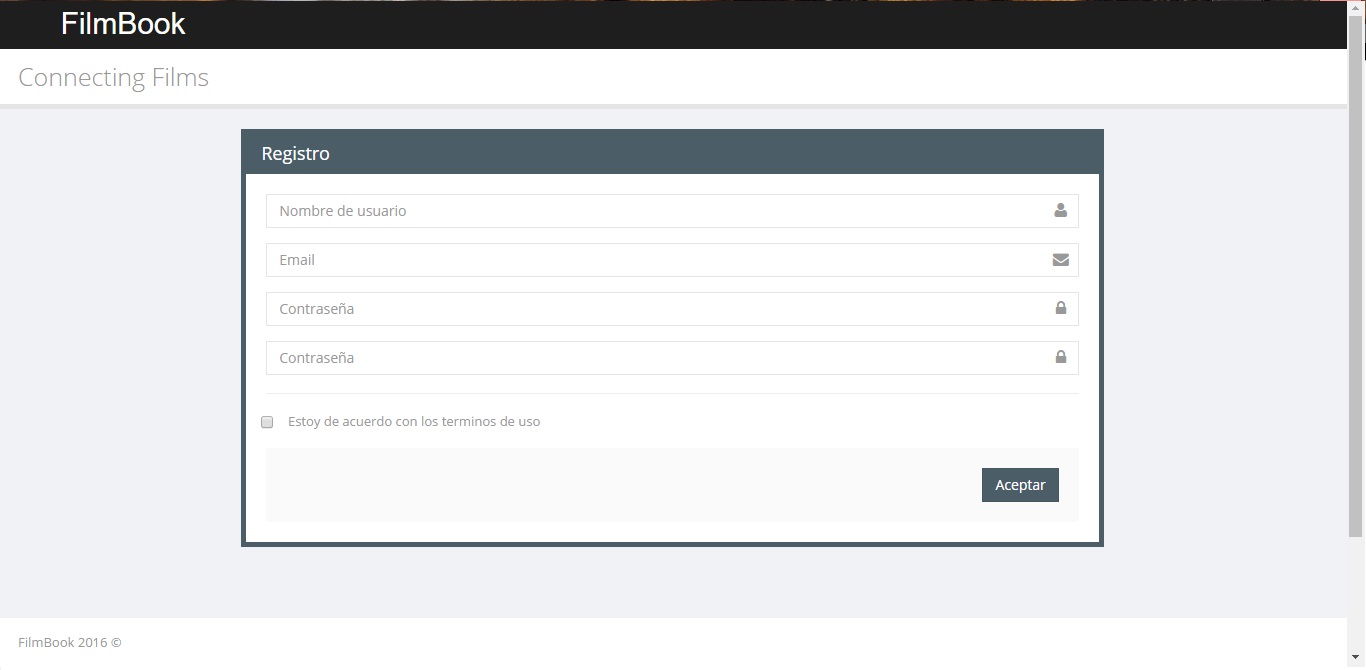 FilmBook
Connecting Films
Registro
Nombre de usuario
Email
Contraseña
Contraseña
Estoy de acuerdo con los terminos de uso
Aceptar
FilmBook 2016 ©